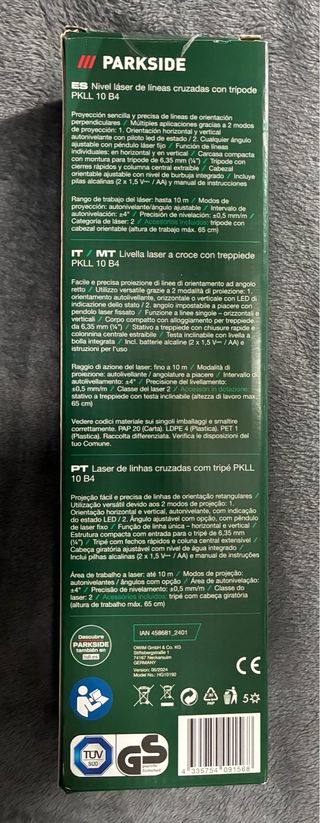 /// PARKSIDE
ES Nivel láser de líneas cruzadas con trípode
PKLL 10 B4
Proyección sencilla y precisa de líneas de orientación
perpendiculares / Múltiples aplicaciones gracias a 2 modos
de proyección: 1. Orientación horizontal y vertical
autonivelante con piloto led de estado / 2. Cualquier ángulo
ajustable con péndulo láser fijo / Función de líneas
individuales: en horizontal y en vertical / Carcasa compacta
con montura para trípode de 6,35 mm (¼") / Trípode con
cierres rápidos y columna central extensible / Cabezal
orientable ajustable con nivel de burbuja integrado / Incluye
pilas alcalinas (2 x 1,5 V⎓ / AA) y manual de instrucciones
Rango de trabajo del láser: hasta 10 m / Modos de
proyección: autonivelante/angulo ajustable / Intervalo de
autonivelación: ±4° / Precisión de nivelación: ±0,5 mm/m
Categoría de láser: 2 / Accesorios incluidos: trípode con
cabezal orientable (altura de trabajo máx. 65 cm)
IT / MT Livella laser a croce con treppiede
PKLL 10 B4
Facile e precisa proiezione di linee di orientamento ad angolo
retto / Utilizzo versatile grazie a 2 modalità di proiezione: 1.
orientamento autolivellante, orizzontale o verticale con LED di
indicazione dello stato / 2. angolo impostabile a piacere con
pendolo laser fissato / Funzione a linee singole – orizzontali e
verticali / Corpo compatto con alloggiamento per treppiede
da 6,35 mm (¼") / Stativo a treppiede con chiusure rapide e
colonnina centrale estraibile / Testa inclinabile con livella a
bolla integrata / Incl. batterie alcaline (2 x 1,5 V⎓ / AA) e
istruzioni per l'uso
Raggio di azione del laser: fino a 10 m / Modalità di
proiezione: autolivellante / angolare a piacere / Intervallo di
autolivellamento: ±4° / Precisione del livellamento:
±0,5 mm/m / Classe del laser 2 / Accessori in dotazione:
stativo a treppiede con testa inclinabile (altezza di lavoro max.
65 cm)
Vedere codici materiali sui singoli imballaggi e smaltire
correttamente. PAP 20 (Carta). LDPE 4 (Plastica). PET 1
(Plastica). Raccolta differenziata. Verifica le disposizioni del
tuo Comune.
PT Laser de linhas cruzadas com tripé PKLL
10 B4
Projeção fácil e precisa de linhas de orientação retangulares /
Utilização versátil devido aos 2 modos de projeção: 1.
Orientação horizontal e vertical, autonivelante, com indicação
do estado LED / 2. Ângulo ajustável com opção, com pêndulo
de laser fixo / Função de linha única – horizontal e vertical /
Estrutura compacta com entrada para o tripé de 6,35 mm
(¼") Tripé com fechos rápidos e coluna central extensível /
Cabeça giratória ajustável com nível de água integrado /
Inclui pilhas alcalinas (2 x 1,5 V⎓ / AA) e manual de instruções
Área de trabalho a laser: até 10 m / Modos de projeção:
autonivelantes / ângulos com opção / Área de autonivelação:
±4° / Precisão de nivelamento: ±0,5 mm/m / Classe do
laser: 2 / Acessórios incluídos: tripé com cabeça giratória
(altura de trabalho máx. 65 cm)
Descubre
PARKSIDE
también en
lidl.es
IAN 458681_2401
OWIM GmbH & Co. KG
Stiftsbergstraße 1
74167 Neckarsulm
GERMANY
Version: 06/2024
Model No.: HG10192
CE
PAP
5
TÜV
SÜD
GS
geprüfte
Sicherheit
4 335754 091568